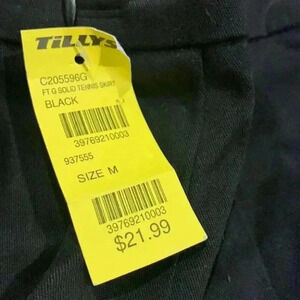 TILLYS
C205596G
FT G SOLID TENNIS SKIRT
BLACK
39769210003
937555
SIZE M
39769210003
$21.99